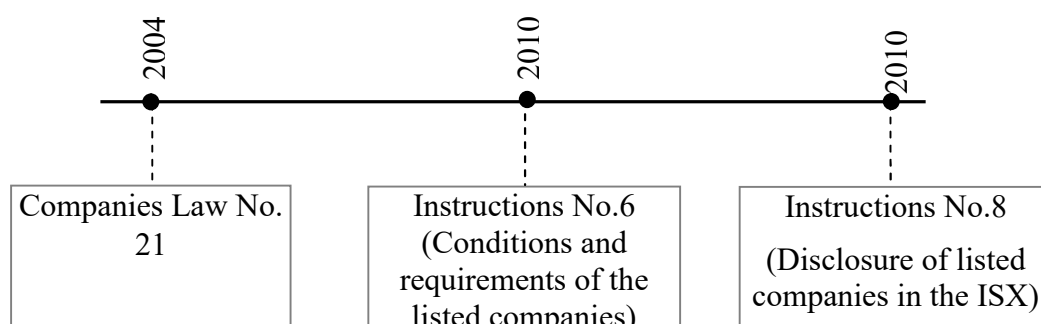 2004
2010
2010
Companies Law No.
21
Instructions No.6
(Conditions and
requirements of the
listed companies)
Instructions No.8
(Disclosure of listed
companies in the ISX)